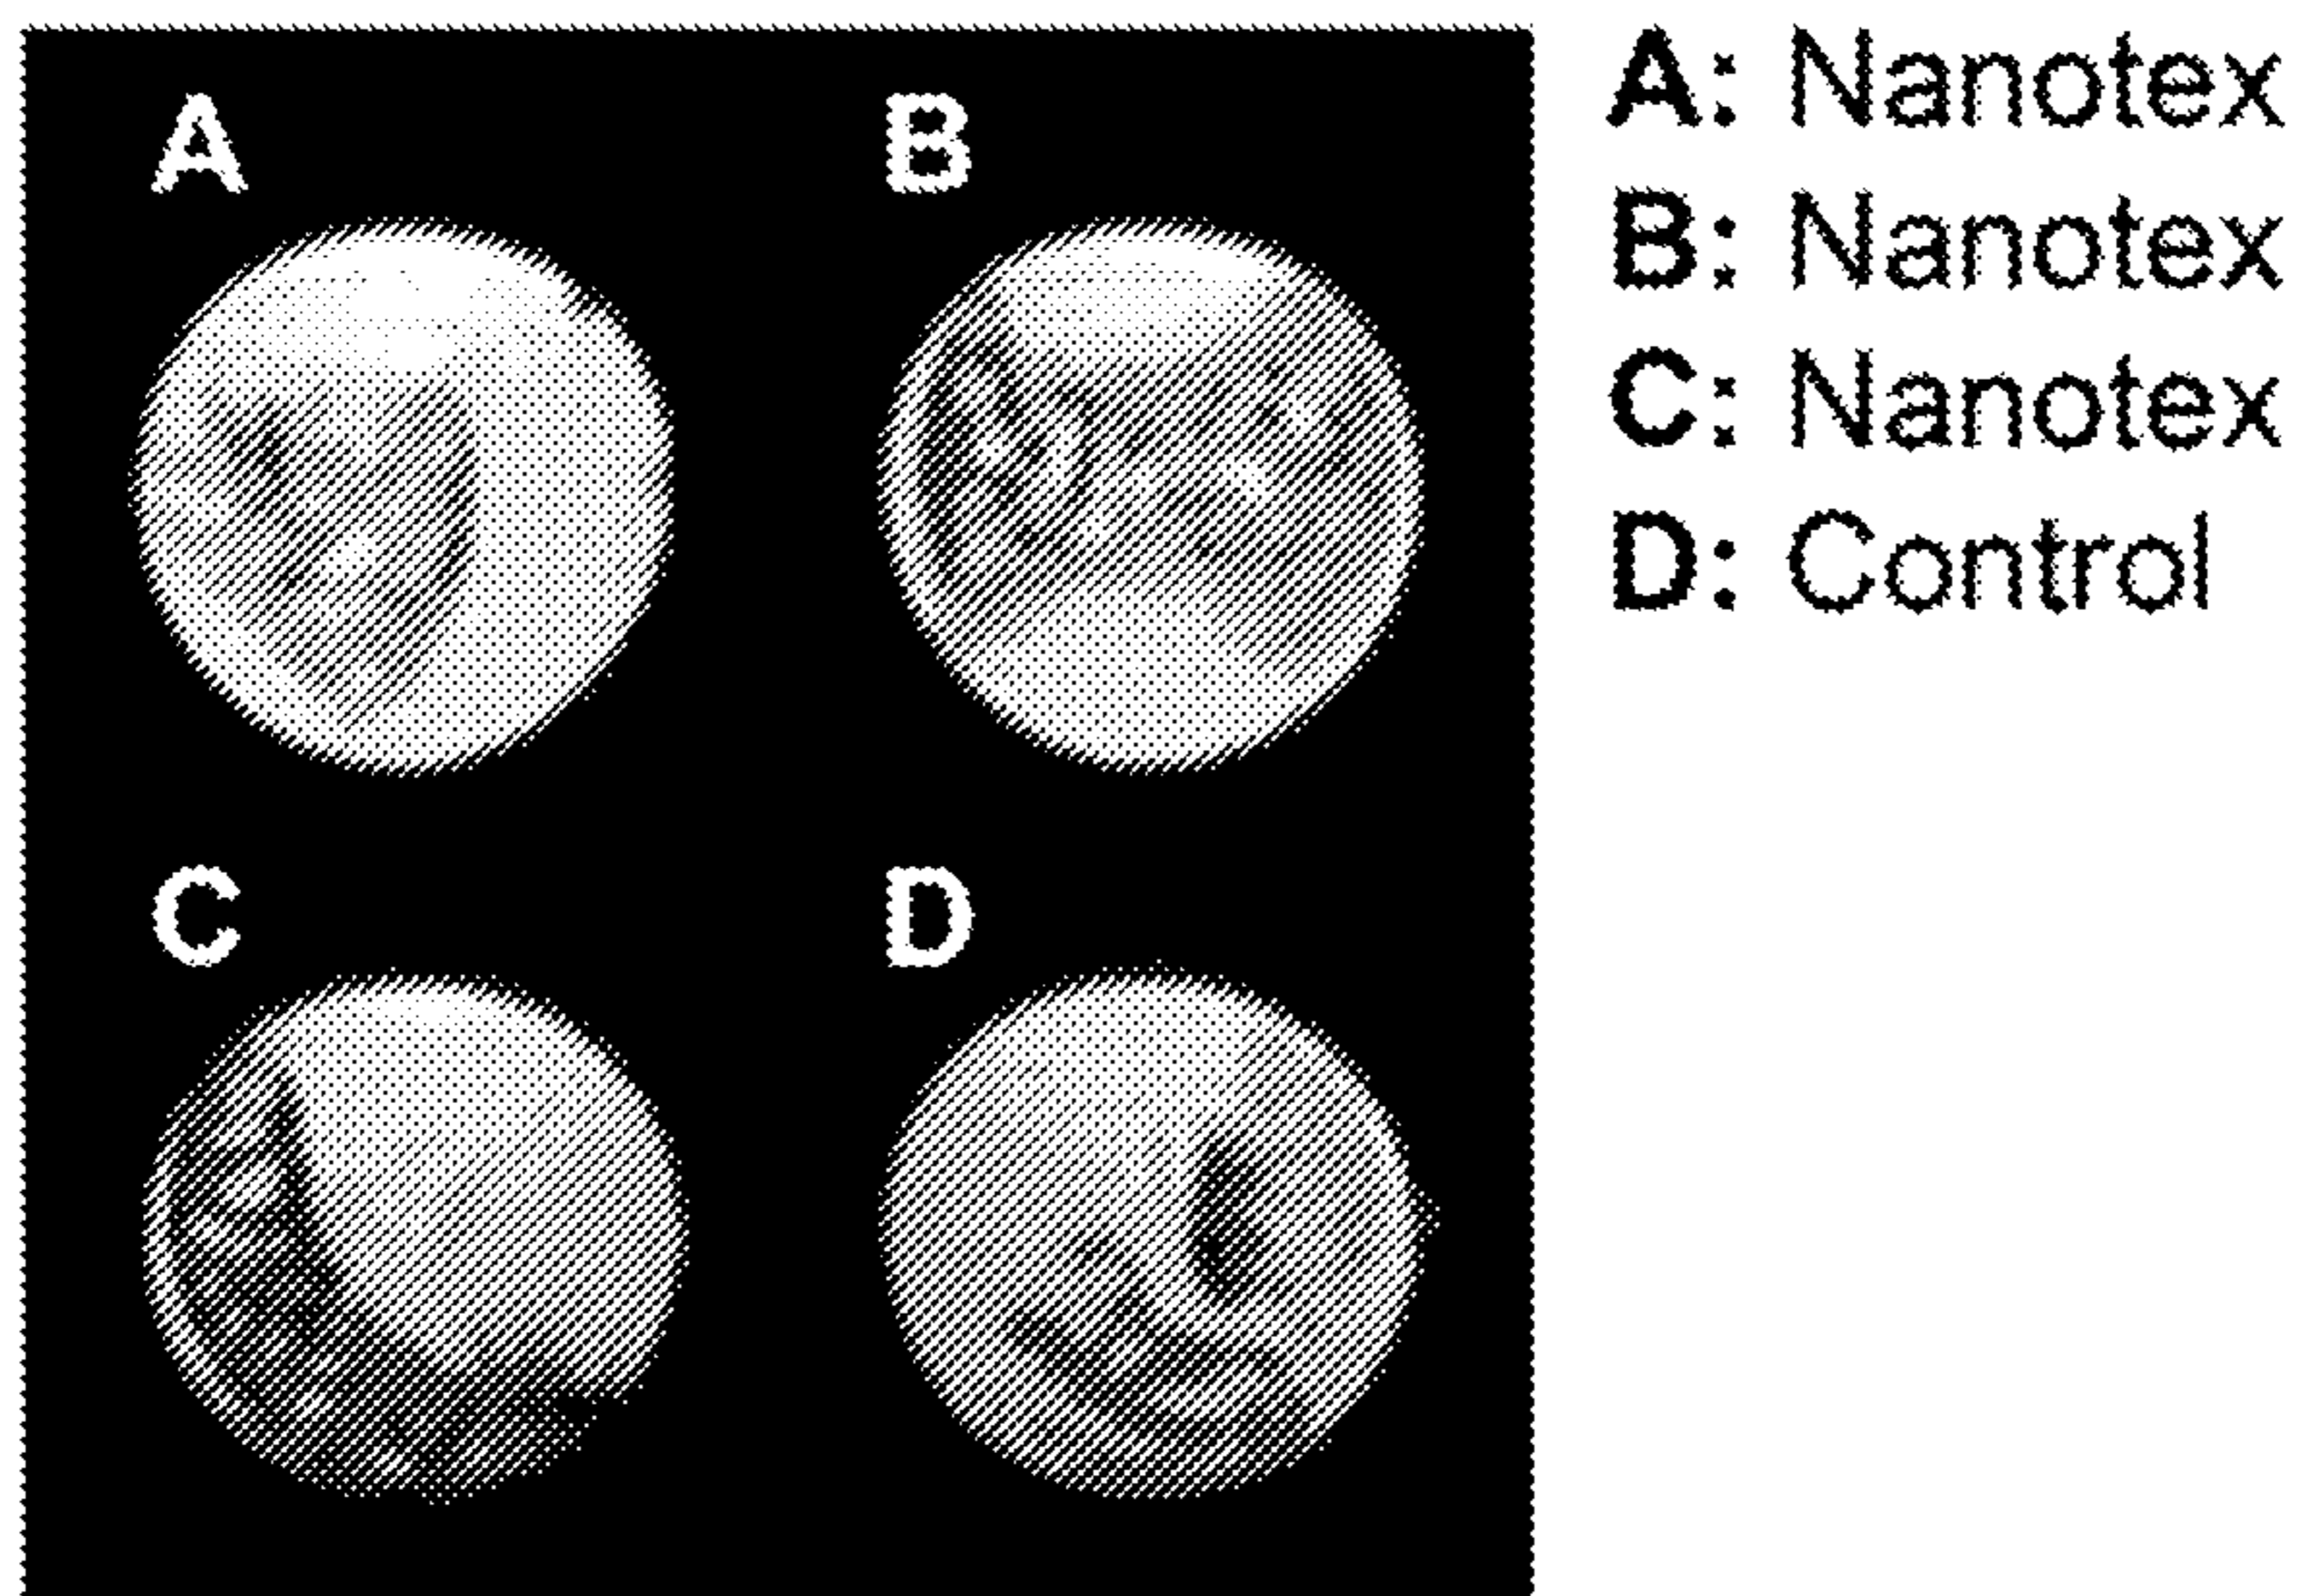 A B
C D
A: Nanotex
B: Nanotex
C: Nanotex
D: Control